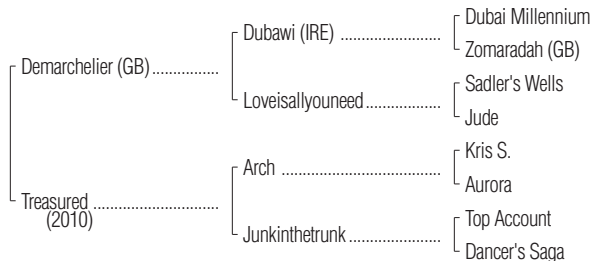 Dubai Millennium
Dubawi (IRE) ....................
Zomaradah (GB)
Demarchelier (GB)................
Sadler's Wells
Loveisallyouneed..................
Jude
Kris S.
Arch ................................
Aurora
Treasured ..............................
(2010)
Top Account
Junkinthetrunk.....................
Dancer's Saga